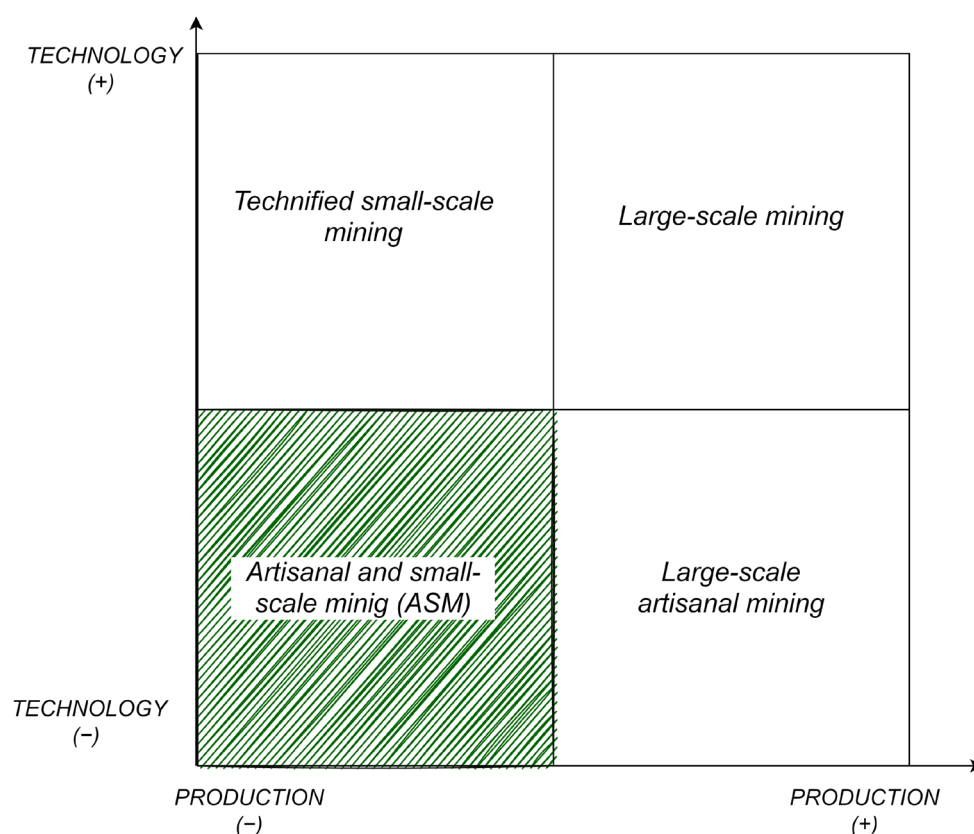 TECHNOLOGY
(+)
Technified small-scale
mining
Large-scale mining
Artisanal and small-
scale minig (ASM)
Large-scale
artisanal mining
TECHNOLOGY
(−)
PRODUCTION
(−)
PRODUCTION
(+)